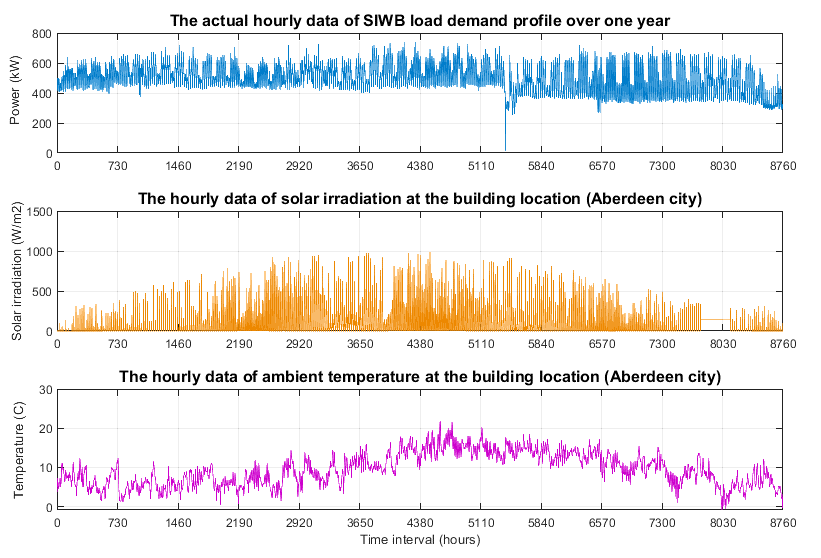 The actual hourly data of SIWB load demand profile over one year
Power (kW)
800
600
400
200
0
0 730 1460 2190 2920 3650 4380 5110 5840 6570 7300 8030 8760
The hourly data of solar irradiation at the building location (Aberdeen city)
Solar irradiation (W/m2)
1500
1000
500
0
0 730 1460 2190 2920 3650 4380 5110 5840 6570 7300 8030 8760
The hourly data of ambient temperature at the building location (Aberdeen city)
Temperature (C)
30
20
10
0
0 730 1460 2190 2920 3650 4380 5110 5840 6570 7300 8030 8760
Time interval (hours)